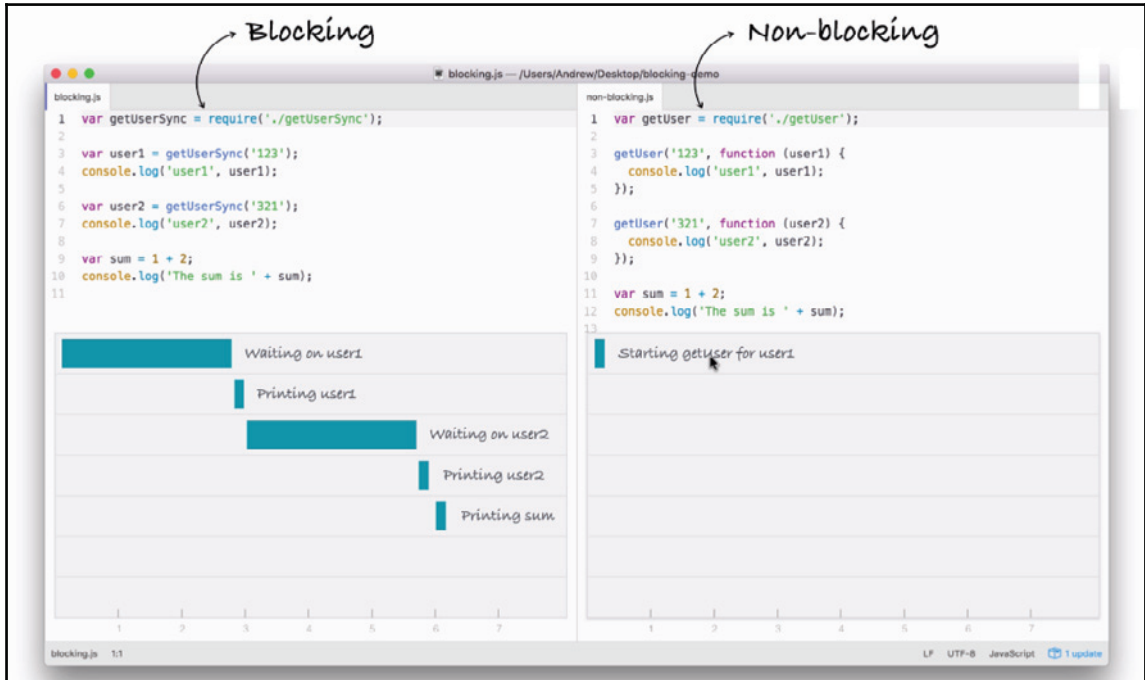 Blocking
Non-blocking
blocking.js — /Users/Andrew/Desktop/blocking-demo
blocking.js
1 var getUserSync = require('./getUserSync');
2
3 var user1 = getUserSync('123');
4 console.log('user1', user1);
5
6 var user2 = getUserSync('321');
7 console.log('user2', user2);
8
9 var sum = 1 + 2;
10 console.log('The sum is ' + sum);
11
Waiting on user1
Printing user1
Waiting on user2
Printing user2
Printing sum
1 2 3 4 5 6 7
non-blocking.js
1 var getUser = require('./getUser');
2
3 getUser('123', function (user1) {
4 console.log('user1', user1);
5 });
6
7 getUser('321', function (user2) {
8 console.log('user2', user2);
9 });
10
11 var sum = 1 + 2;
12 console.log('The sum is ' + sum);
13
Starting getUser for user1
1 2 3 4 5 6 7
blocking.js 1:1
LF UTF-8 JavaScript 1 update